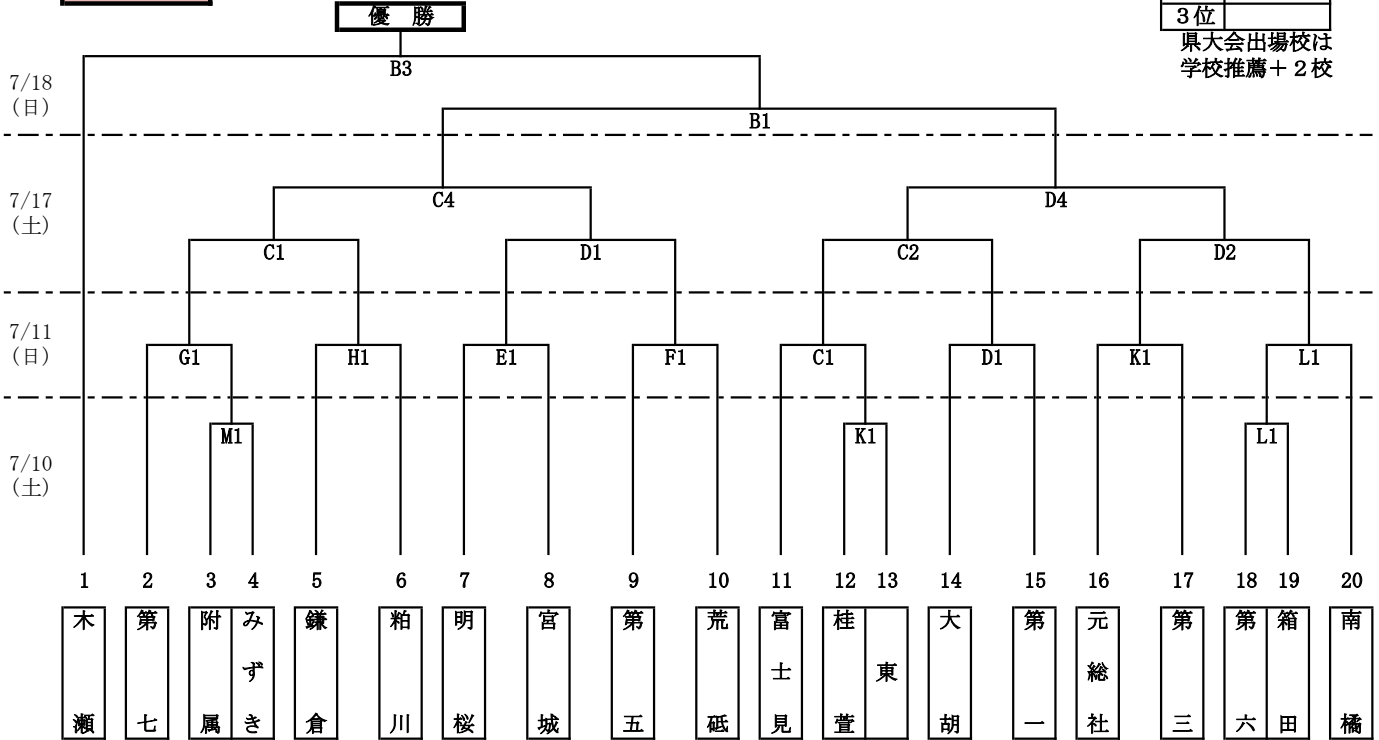 優 勝
3位
県大会出場校は
学校推薦＋２校
B3
7/18
(日)
B1
7/17
(土)
C4
D4
C1
D1
C2
D2
7/11
(日)
G1
H1
E1
F1
C1
D1
K1
L1
7/10
(土)
M1
K1
L1
1 2 3 4 5 6 7 8 9 10 11 12 13 14 15 16 17 18 19 20
木瀬
第七
附属
みずき
鎌倉
粕川
明桜
宮城
第五
荒砥
富士見
桂萱
東
大胡
第一
元総社
第三
第六
箱田
南橘